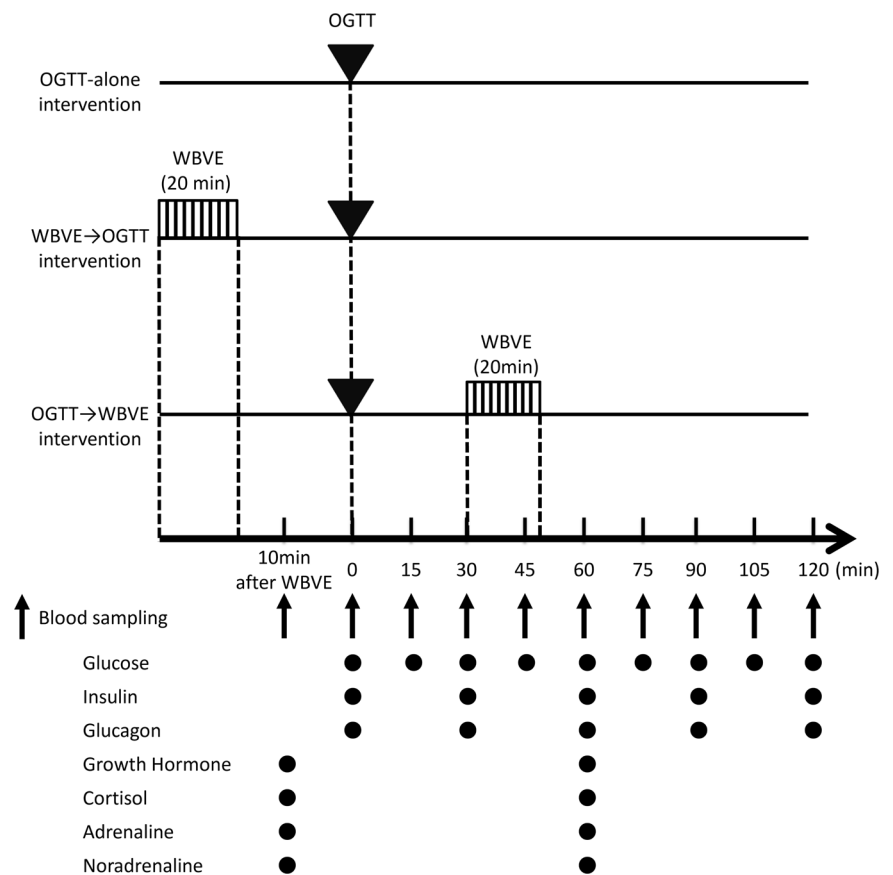 OGTT
OGTT-alone
intervention
WBVE
(20 min)
WBVE→OGTT
intervention
WBVE
(20min)
OGTT→WBVE
intervention
10min
after WBVE
0 15 30 45 60 75 90 105 120 (min)
Blood sampling
Glucose
Insulin
Glucagon
Growth Hormone
Cortisol
Adrenaline
Noradrenaline